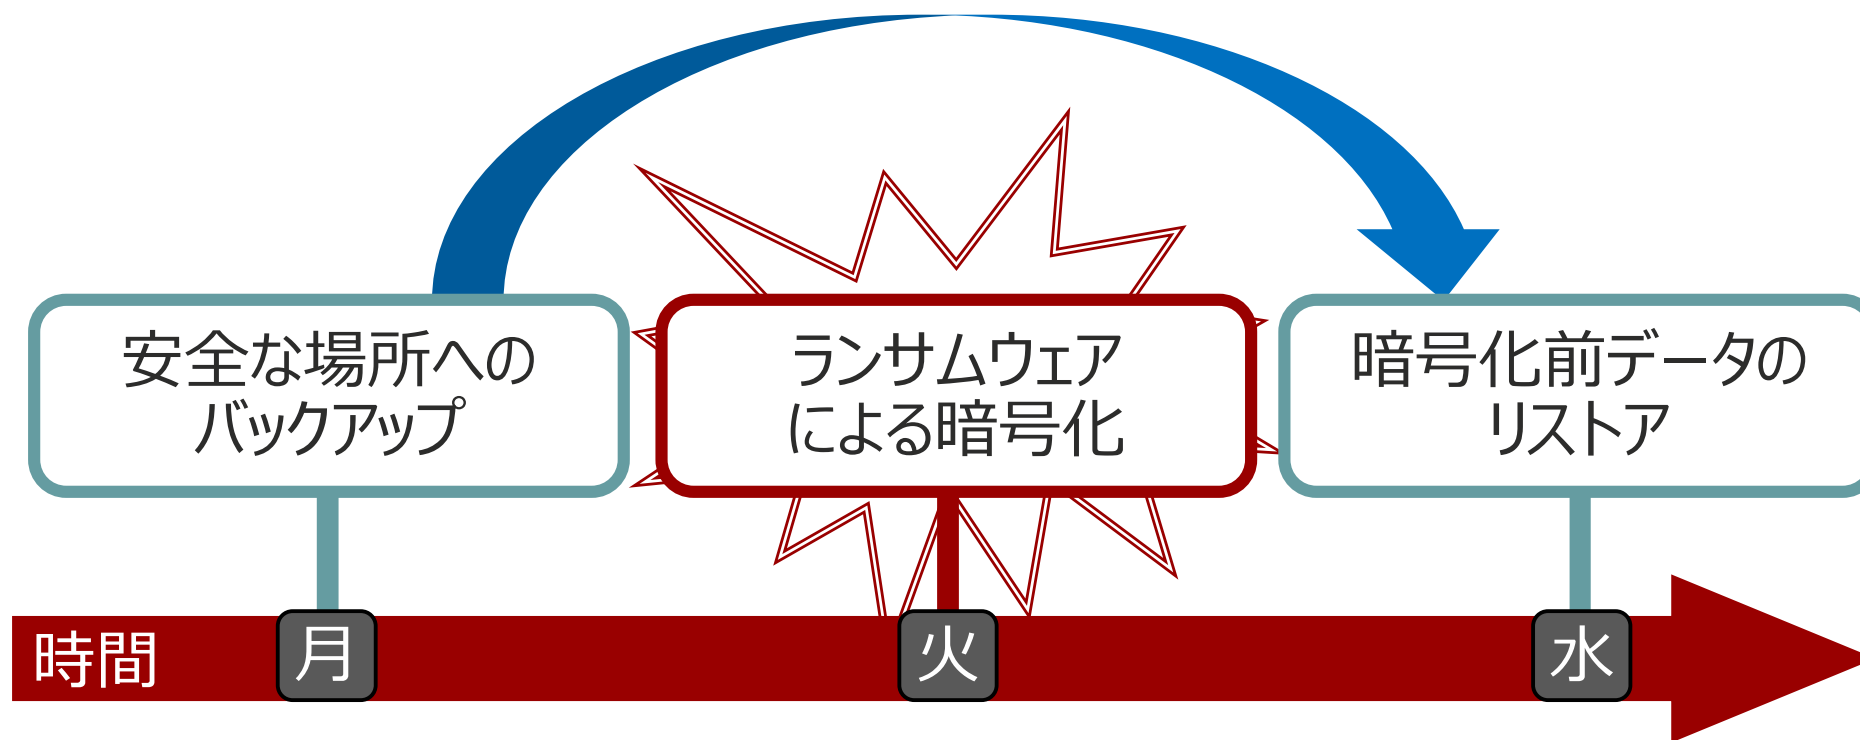 安全な場所への
バックアップ
ランサムウェア
による暗号化
暗号化前データの
リストア
時間
月
火
水